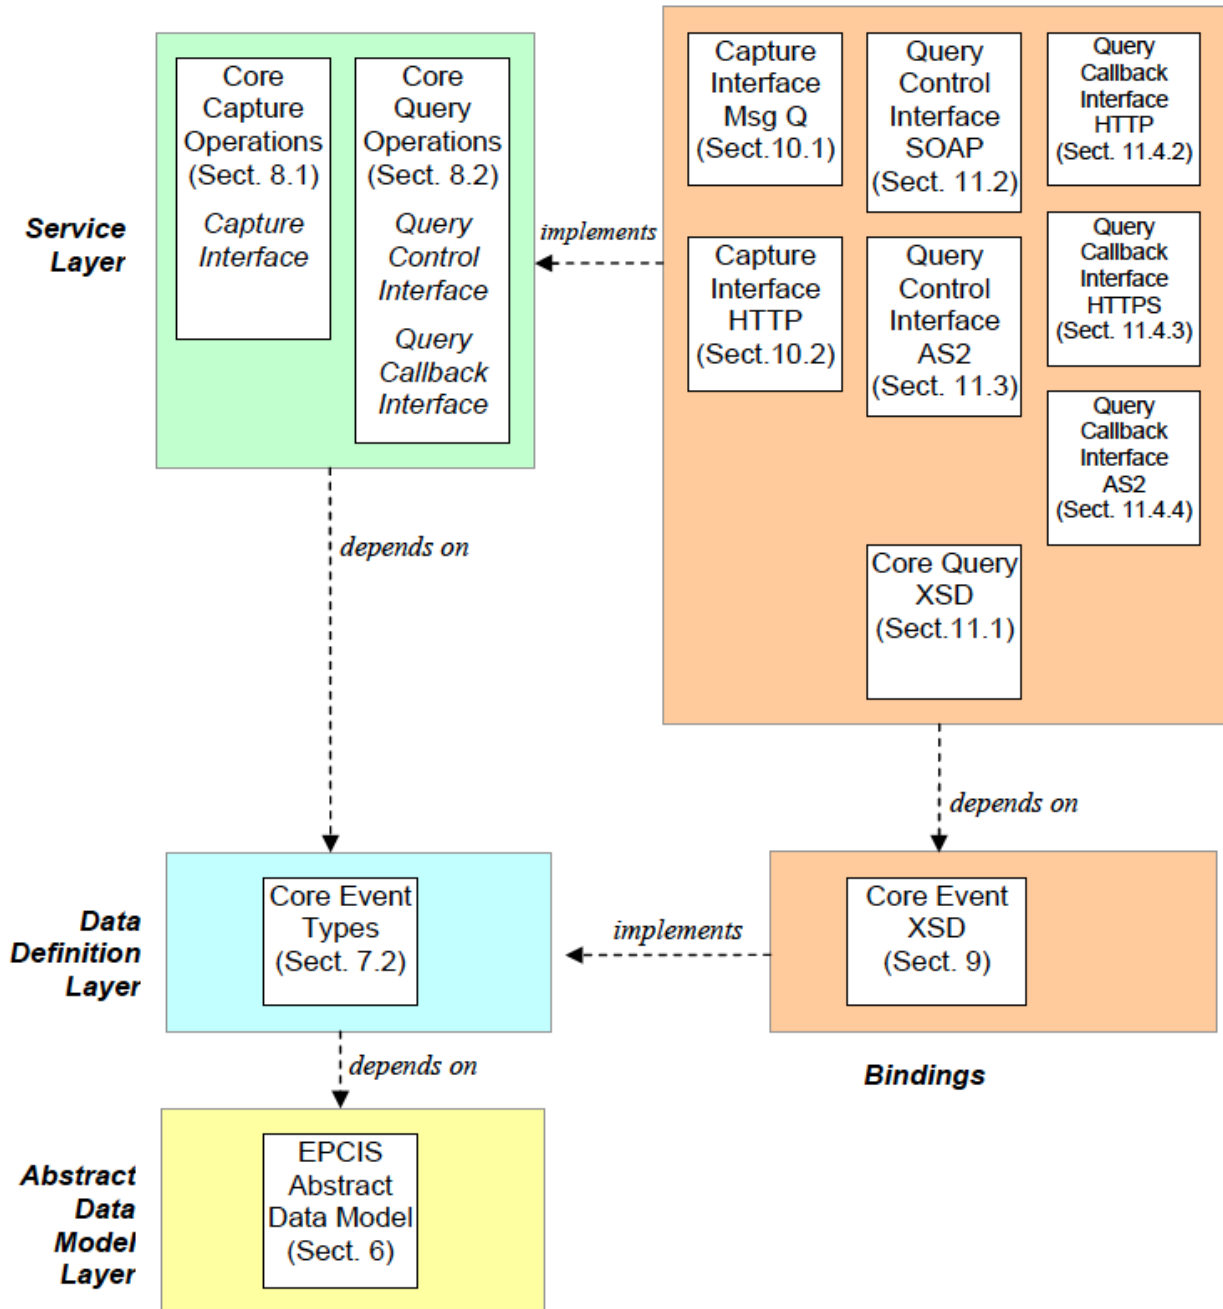 Service
Layer
Core
Capture
Operations
(Sect. 8.1)
Capture
Interface
Core
Query
Operations
(Sect. 8.2)
Query
Control
Interface
Query
Callback
Interface
implements
Capture
Interface
Msg Q
(Sect.10.1)
Query
Control
Interface
SOAP
(Sect. 11.2)
Query
Callback
Interface
HTTP
(Sect. 11.4.2)
Capture
Interface
HTTP
(Sect.10.2)
Query
Control
Interface
AS2
(Sect. 11.3)
Query
Callback
Interface
HTTPS
(Sect. 11.4.3)
Query
Callback
Interface
AS2
(Sect. 11.4.4)
Core Query
XSD
(Sect.11.1)
depends on
depends on
Data
Definition
Layer
Core Event
Types
(Sect. 7.2)
implements
Core Event
XSD
(Sect. 9)
depends on
Bindings
Abstract
Data
Model
Layer
EPCIS
Abstract
Data Model
(Sect. 6)